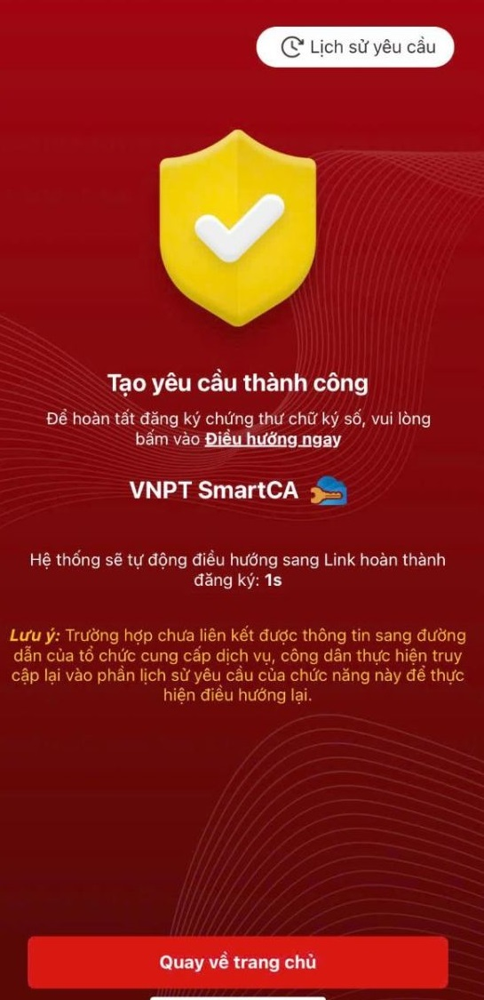 Lịch sử yêu cầu
Tạo yêu cầu thành công
Để hoàn tất đăng ký chứng thư chữ ký số, vui lòng
bấm vào Điều hướng ngay
VNPT SmartCA
Hệ thống sẽ tự động điều hướng sang Link hoàn thành
đăng ký: 1s
Lưu ý: Trường hợp chưa liên kết được thông tin sang đường
dẫn của tổ chức cung cấp dịch vụ, công dân thực hiện truy
cập lại vào phần lịch sử yêu cầu của chức năng này để thực
hiện điều hướng lại.
Quay về trang chủ